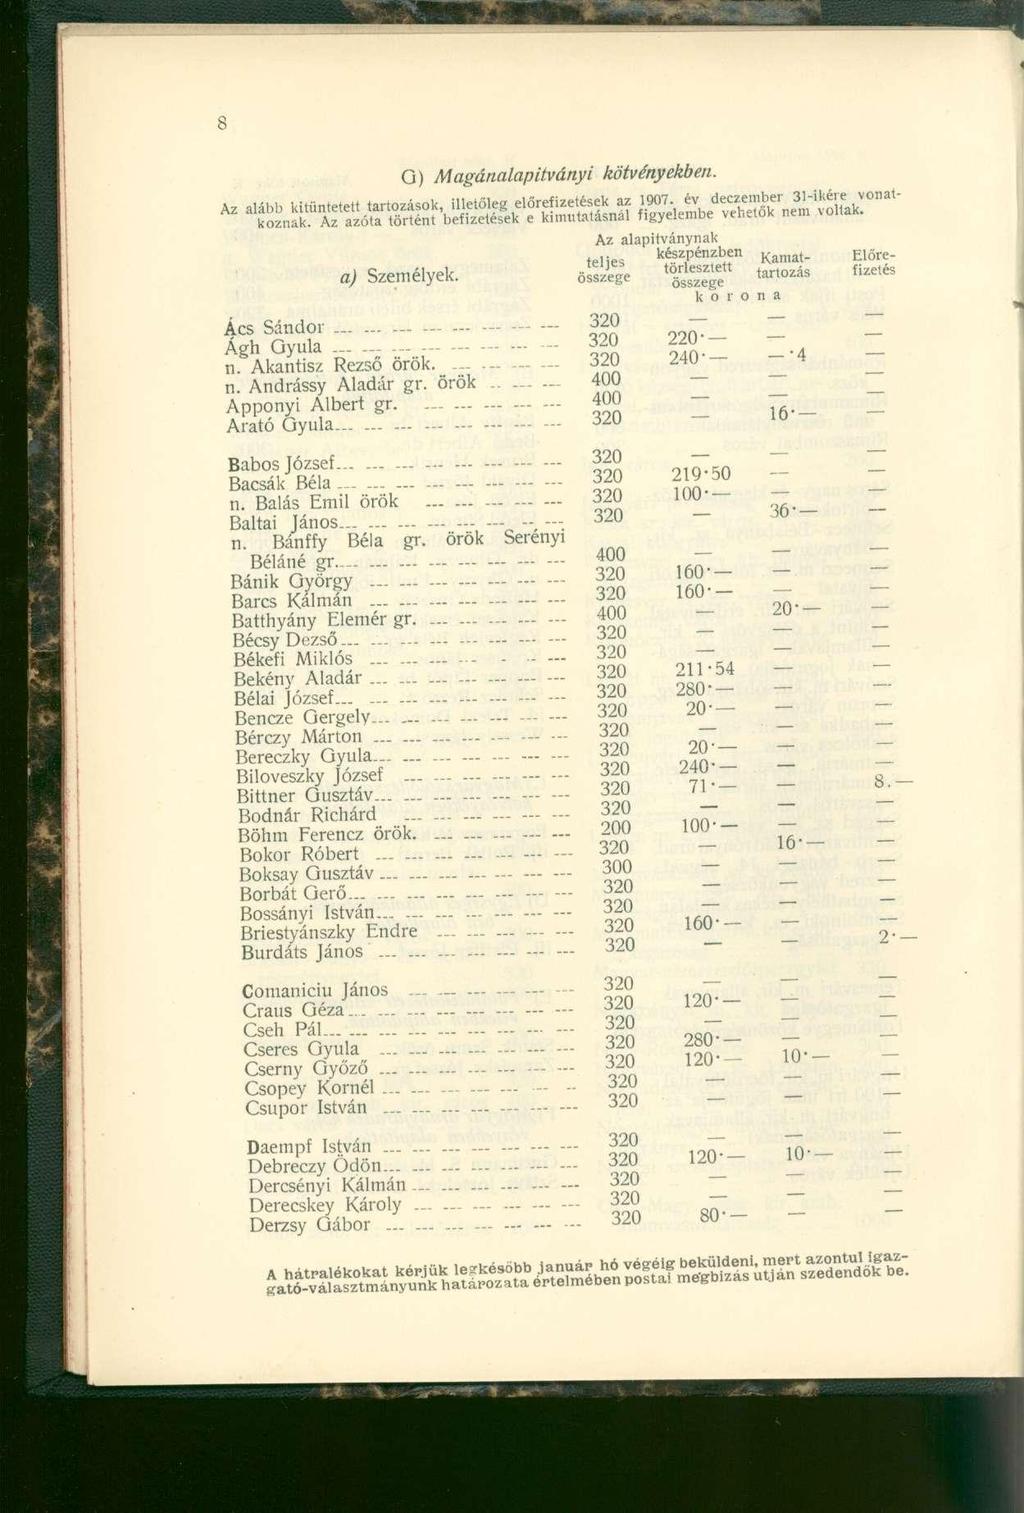 8
G) Magánalapitványi kötvényekben.
Az alább kitüntetett tartozások, illetőleg előrefizetések az 1907. év deczember 31-ikére vonat-
koznak. Az azóta történt befizetések e kimutatásnál figyelembe vehetők nem voltak.
a) Személyek.
Az alapitványnak
teljes összege
készpénzben törlesztett összege
Kamat-tartozás
Előre-fizetés
korona
Ács Sándor 320 — — —
Ágh Gyula 320 220·— — —
n. Akantisz Rezső örök. 320 240·— —·4 —
n. Andrássy Aladár gr. örök 400 — — —
Apponyi Albert gr. 400 — — —
Arató Gyula 320 — 16·— —
Babos József 320 — — —
Bacsák Béla 320 219·50 — —
n. Balás Emil örök 320 100·— — —
Baltai János 320 — 36·— —
n. Bánffy Béla gr. örök Serényi
Béláné gr. 400 — — —
Bánik György 320 160·— — —
Barcs Kálmán 320 160·— — —
Batthyány Elemér gr. 400 — 20·— —
Bécsy Dezső 320 — — —
Békefi Miklós 320 — — —
Bekény Aladár 320 211·54 — —
Bélai József 320 280·— — —
Bencze Gergely 320 20·— — —
Bérczy Márton 320 — — —
Bereczky Gyula 320 20·— — —
Biloveszky József 320 240·— — —
Bittner Gusztáv 320 71·— — 8.—
Bodnár Richárd 320 — — —
Böhm Ferencz örök. 200 100·— — —
Bokor Róbert 320 — 16·— —
Boksay Gusztáv 300 — — —
Borbát Gerő 320 — — —
Bossányi István 320 — — —
Briestyánszky Endre 320 160·— — —
Burdáts János 320 — — 2·—
Comaniciu János 320 — — —
Craus Géza 320 120·— — —
Cseh Pál 320 — — —
Cseres Gyula 320 280·— — —
Cserny Győző 320 120·— 10·— —
Csopey Kornél 320 — — —
Csupor István 320 — — —
Daempf István 320 — — —
Debreczy Ödön 320 120·— 10·— —
Dercsényi Kálmán 320 — — —
Derecskey Károly 320 — — —
Derzsy Gábor 320 80·— — —
A hátralékokat kérjük legkésőbb január hó végéig beküldeni, mert azontul igaz-
gató-választmányunk határozata értelmében postai megbizás utján szedendők be.